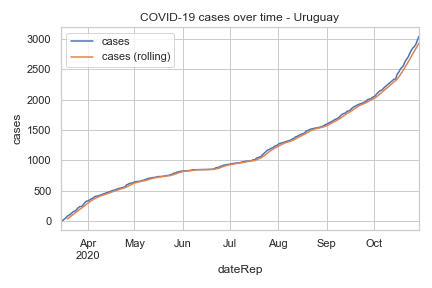 COVID-19 cases over time - Uruguay
cases
cases (rolling)
3000
2500
2000
1500
1000
500
0
cases
Apr
2020
May
Jun
Jul
Aug
Sep
Oct
dateRep